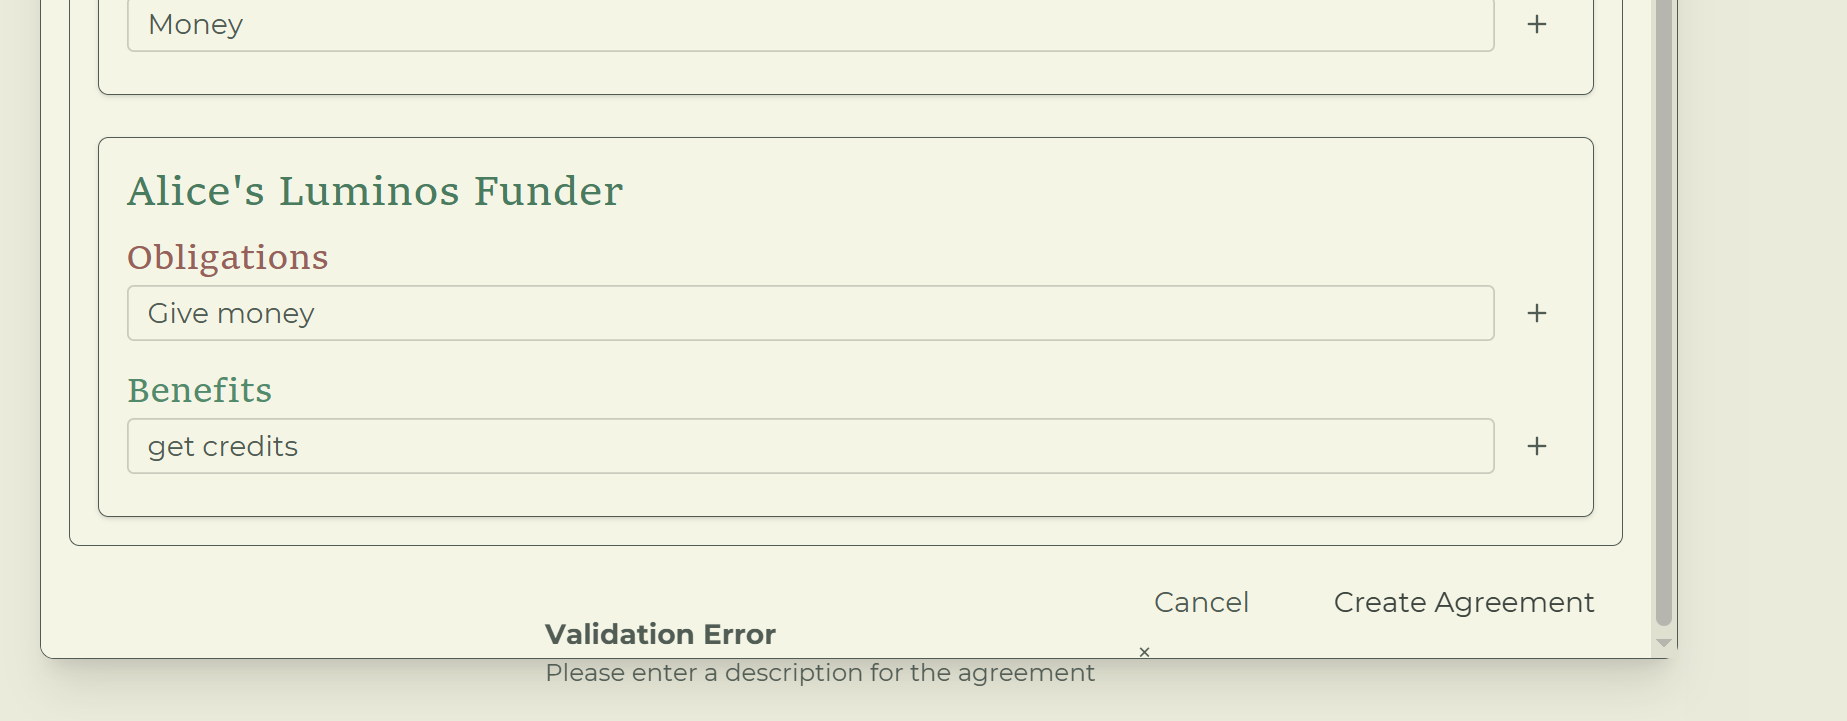 Money
+
Alice's Luminos Funder
Obligations
Give money
+
Benefits
get credits
+
Cancel
Create Agreement
Validation Error
×
Please enter a description for the agreement